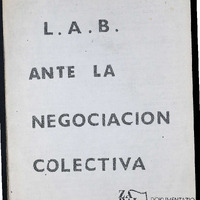 L.A.B.
ANTE LA
NEGOCIACION
COLECTIVA